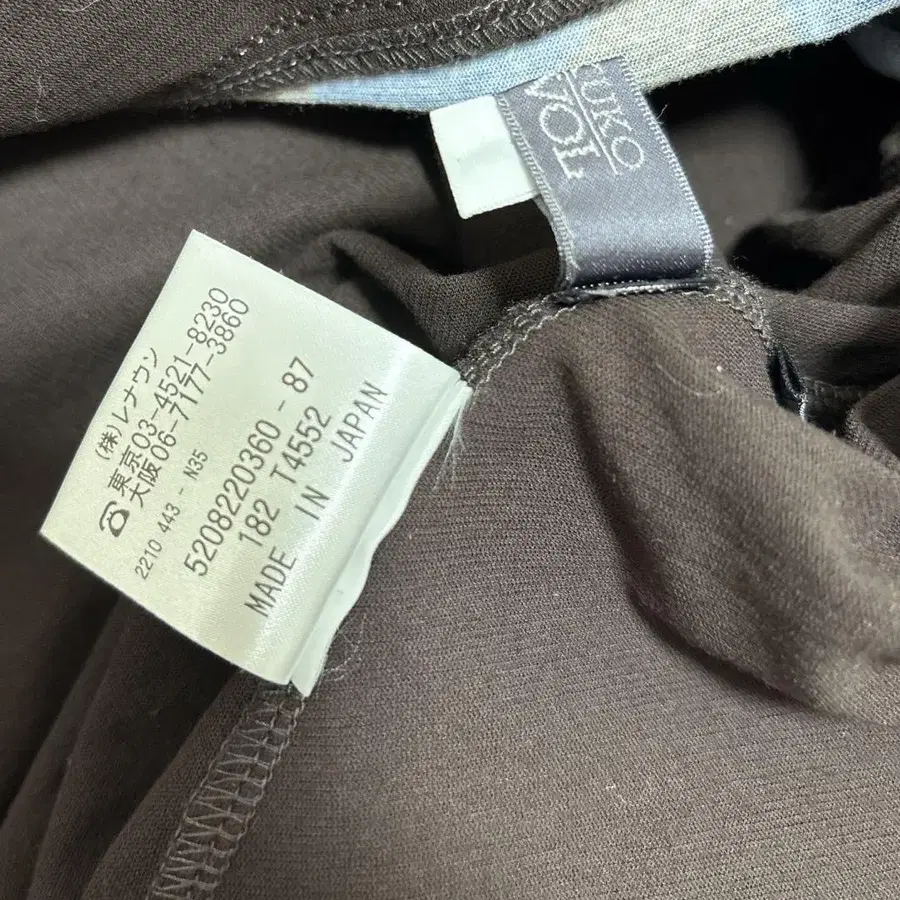 (株)レナウン
☎東京03-4521-8230
大阪06-7177-3860
2210 443 - N35
5208220360 - 87
182 T4552
MADE IN JAPAN
TUKO